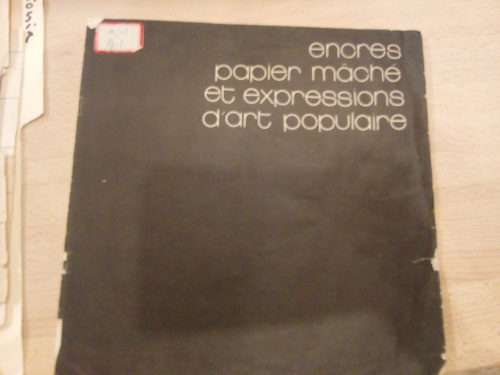 encres
papier mâché
et expressions
d'art populaire